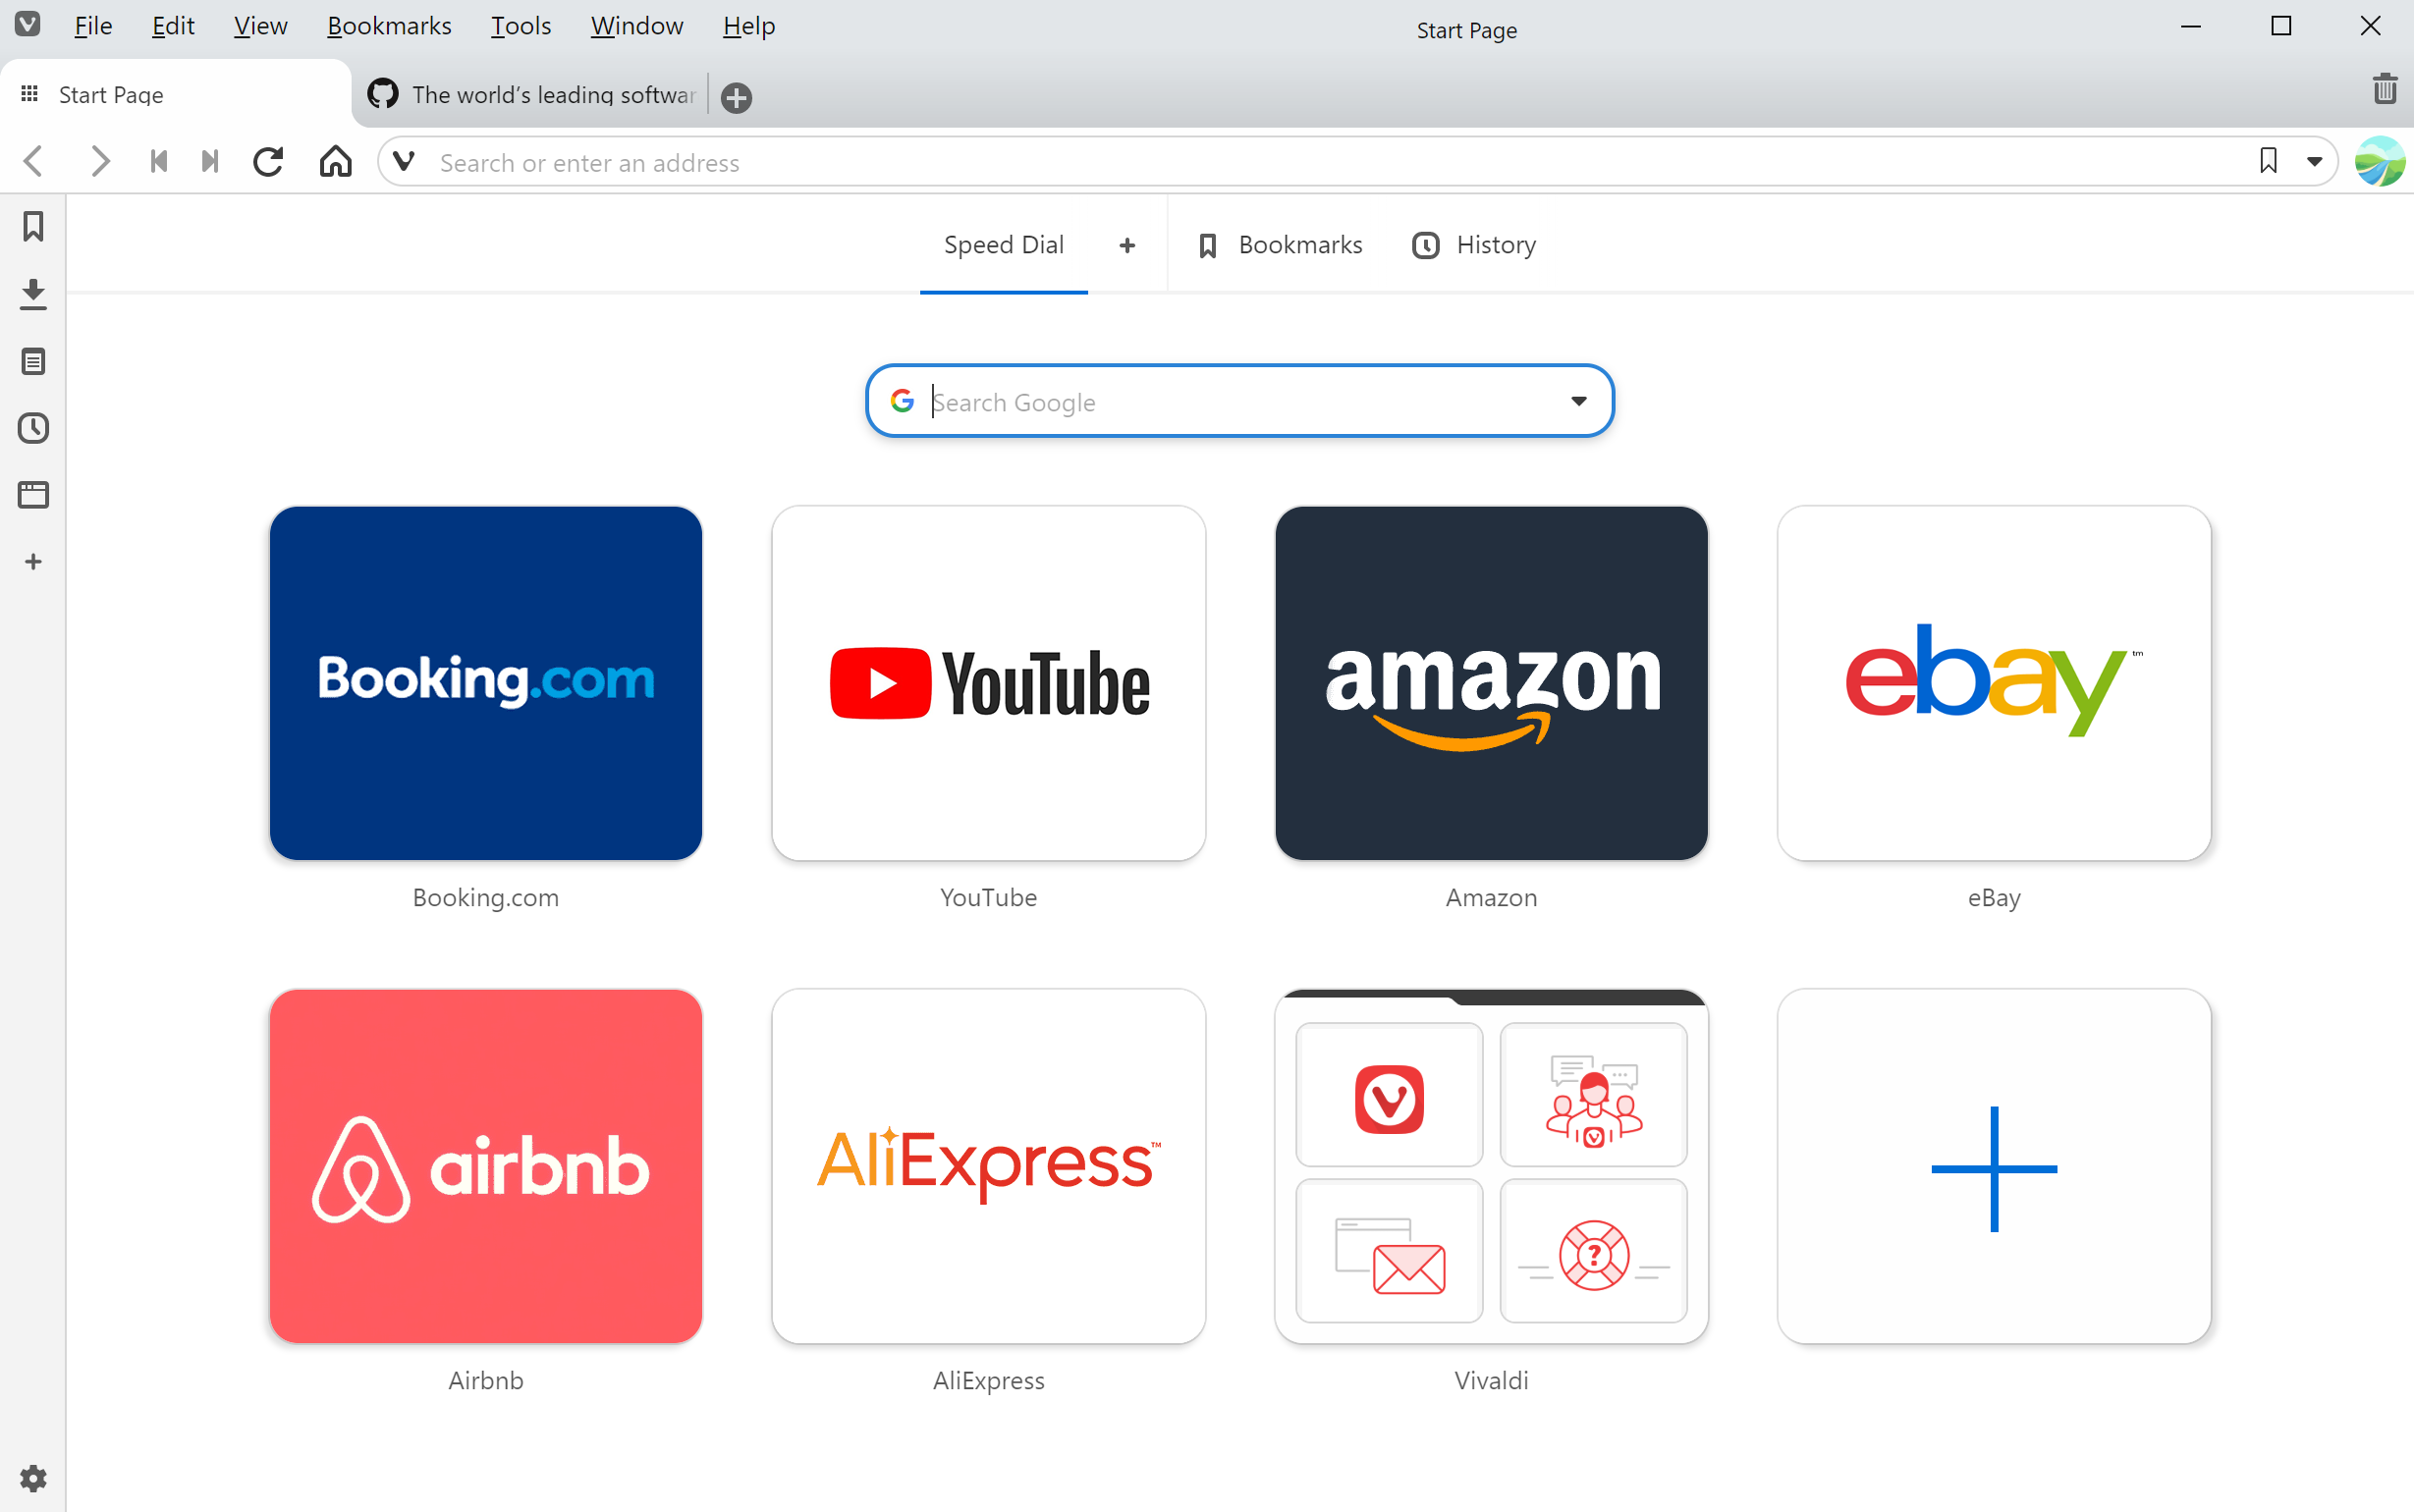 File Edit View Bookmarks Tools Window Help Start Page
Start Page The world's leading softwar
Search or enter an address
Speed Dial Bookmarks History
Search Google
Booking.com YouTube amazon ebay™
Booking.com YouTube Amazon eBay
airbnb AliExpress™
Airbnb AliExpress Vivaldi